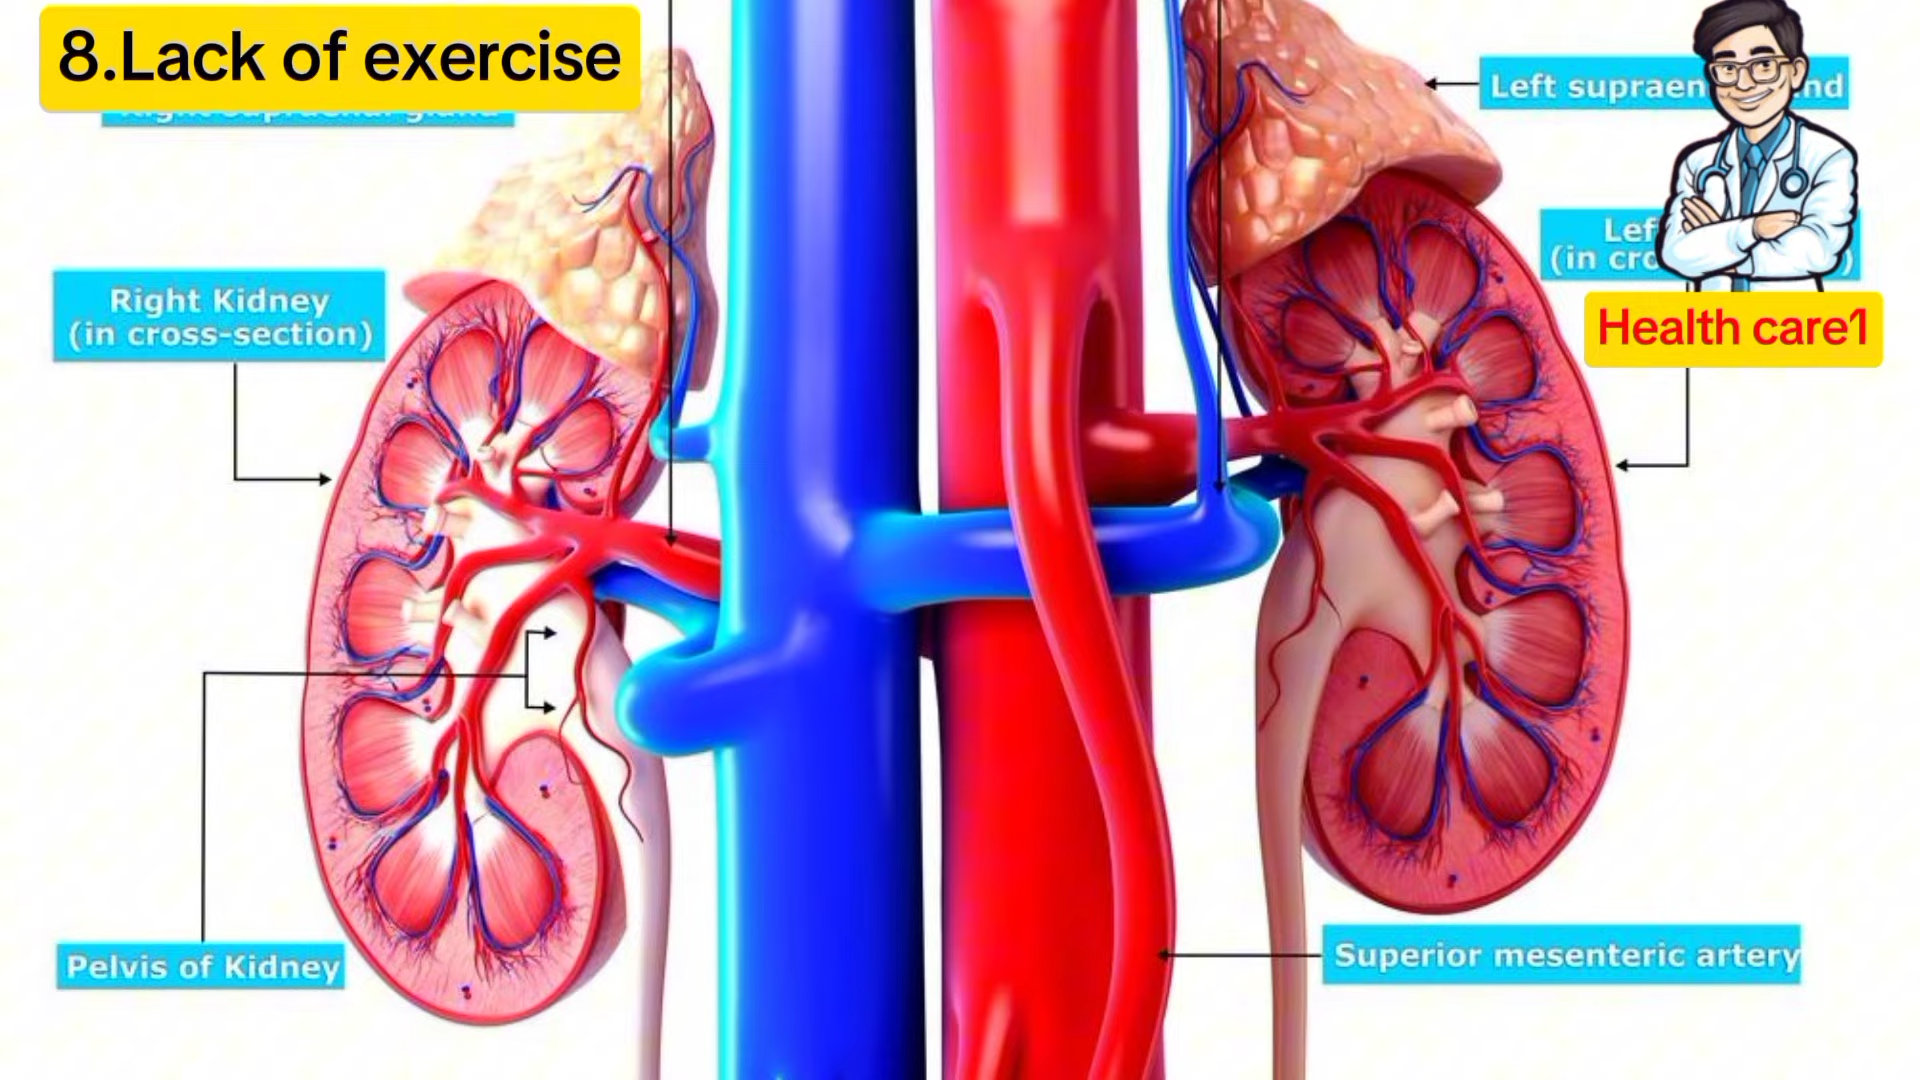 8.Lack of exercise
Left supraen nd
Right Kidney
(in cross-section)
Lef
(in cro )
Health care1
Pelvis of Kidney
Superior mesenteric artery